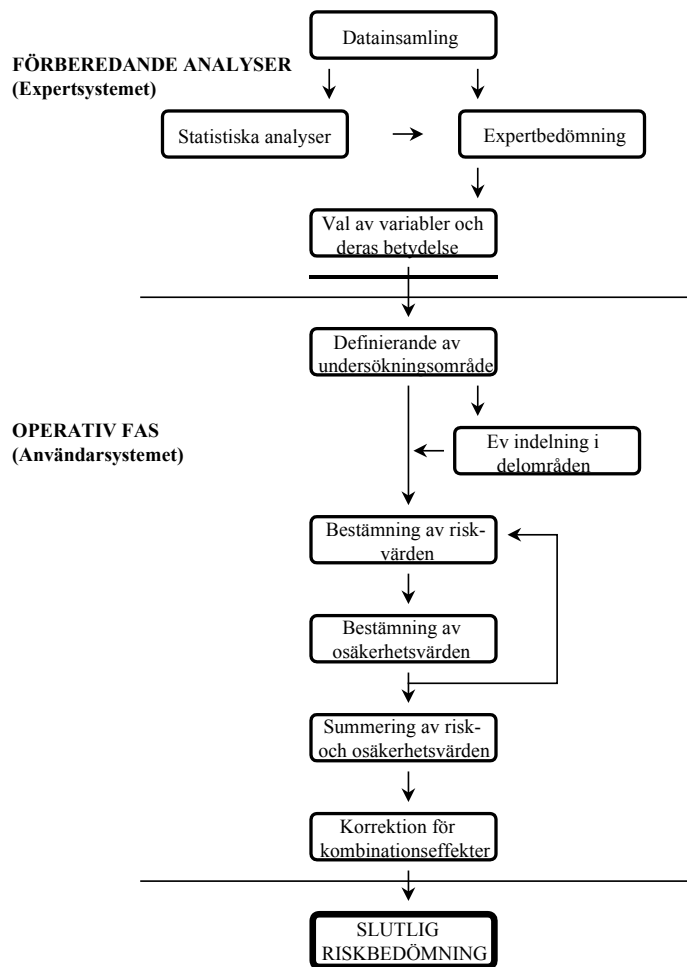 Datainsamling
FÖRBEREDANDE ANALYSER
(Expertsystemet)
Statistiska analyser
Expertbedömning
Val av variabler och
deras betydelse
Definierande av
undersökningsområde
OPERATIV FAS
(Användarsystemet)
Ev indelning i
delområden
Bestämning av risk-
värden
Bestämning av
osäkerhetsvärden
Summering av risk-
och osäkerhetsvärden
Korrektion för
kombinationseffekter
SLUTLIG
RISKBEDÖMNING